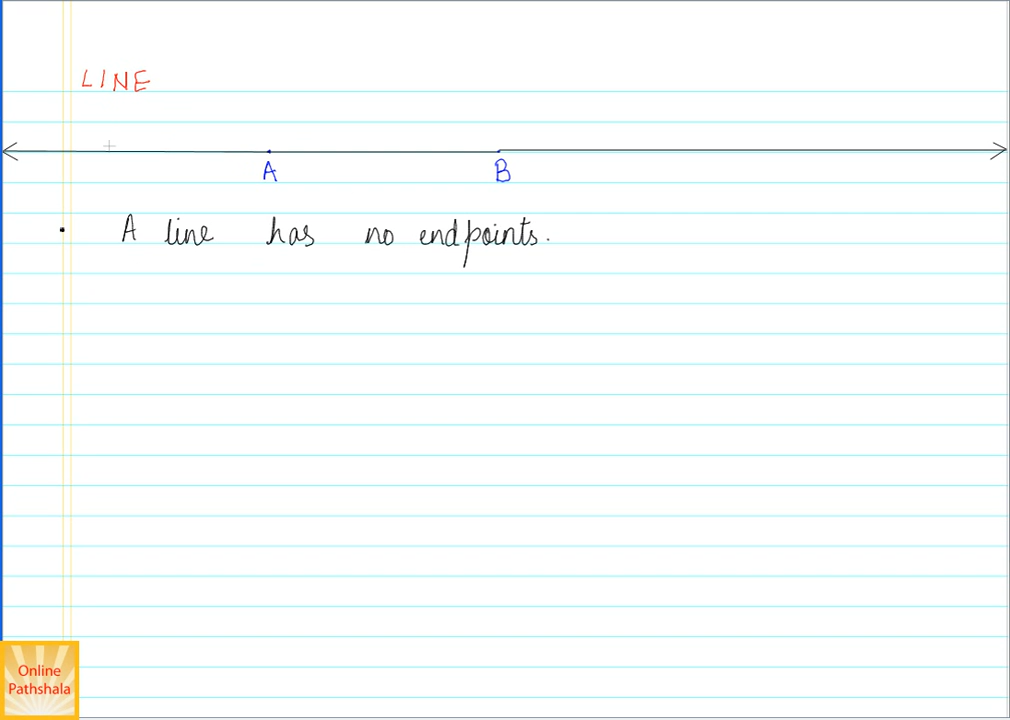 LINE
A B
• A line has no endpoints.
Online
Pathshala